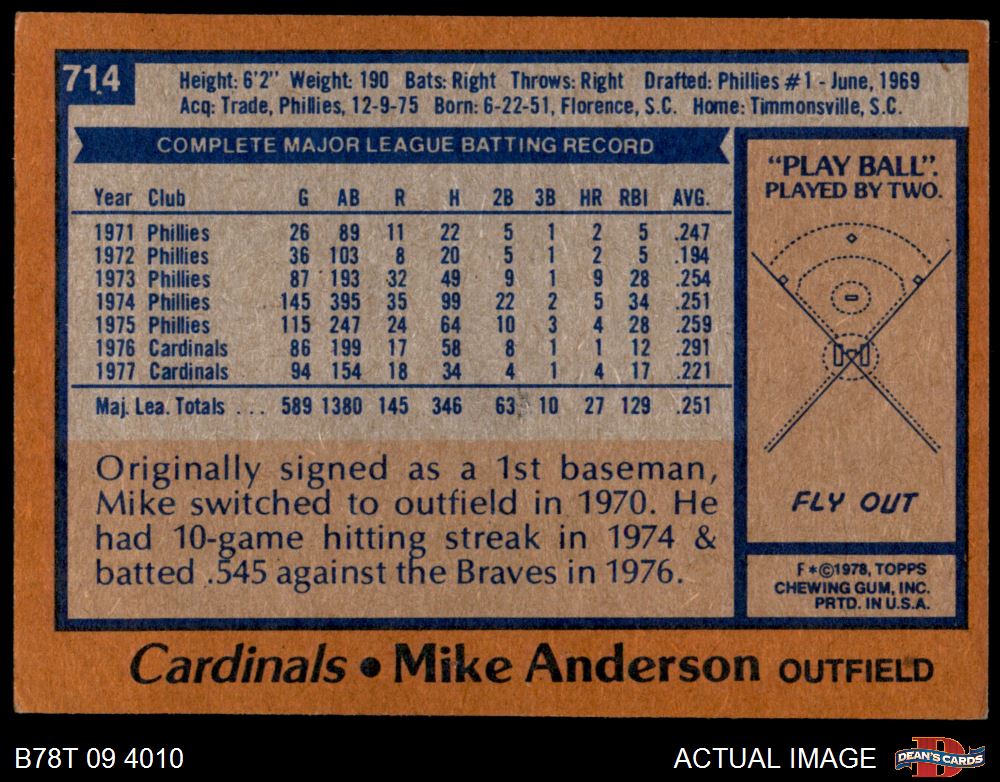 714
Height: 6'2" Weight: 190 Bats: Right Throws: Right Drafted: Phillies #1 - June, 1969
Acq: Trade, Phillies, 12-9-75 Born: 6-22-51, Florence, S.C. Home: Timmonsville, S.C.
COMPLETE MAJOR LEAGUE BATTING RECORD
Year Club G AB R H 2B 3B HR RBI AVG.
1971 Phillies 26 89 11 22 5 1 2 5 .247
1972 Phillies 36 103 8 20 5 1 2 5 .194
1973 Phillies 87 193 32 49 9 1 9 28 .254
1974 Phillies 145 395 35 99 22 2 5 34 .251
1975 Phillies 115 247 24 64 10 3 4 28 .259
1976 Cardinals 86 199 17 58 8 1 1 12 .291
1977 Cardinals 94 154 18 34 4 1 4 17 .221
Maj. Lea. Totals ... 589 1380 145 346 63 10 27 129 .251
Originally signed as a 1st baseman,
Mike switched to outfield in 1970. He
had 10-game hitting streak in 1974 &
batted .545 against the Braves in 1976.
"PLAY BALL".
PLAYED BY TWO.
FLY OUT
F*©1978, TOPPS
CHEWING GUM, INC.
PRTD. IN U.S.A.
Cardinals • Mike Anderson OUTFIELD
B78T 09 4010
ACTUAL IMAGE
D
DEAN'S CARDS